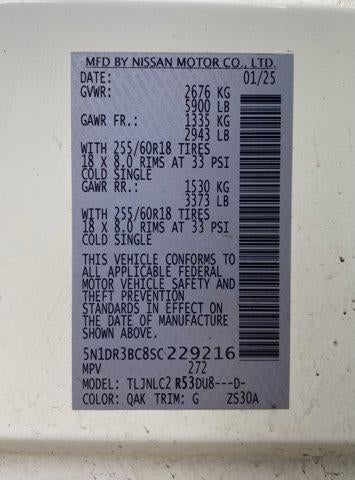 MFD BY NISSAN MOTOR CO., LTD.
DATE: 01/25
GVWR: 2676 KG
5900 LB
GAWR FR.: 1335 KG
2943 LB
WITH 255/60R18 TIRES
18 X 8.0 RIMS AT 33 PSI
COLD SINGLE
GAWR RR.: 1530 KG
3373 LB
WITH 255/60R18 TIRES
18 X 8.0 RIMS AT 33 PSI
COLD SINGLE
THIS VEHICLE CONFORMS TO
ALL APPLICABLE FEDERAL
MOTOR VEHICLE SAFETY AND
THEFT PREVENTION
STANDARDS IN EFFECT ON
THE DATE OF MANUFACTURE
SHOWN ABOVE.
5N1DR3BC8SC229216
MPV 272
MODEL: TLJNLC2 R53DU8---D-
COLOR: QAK TRIM: G ZS30A